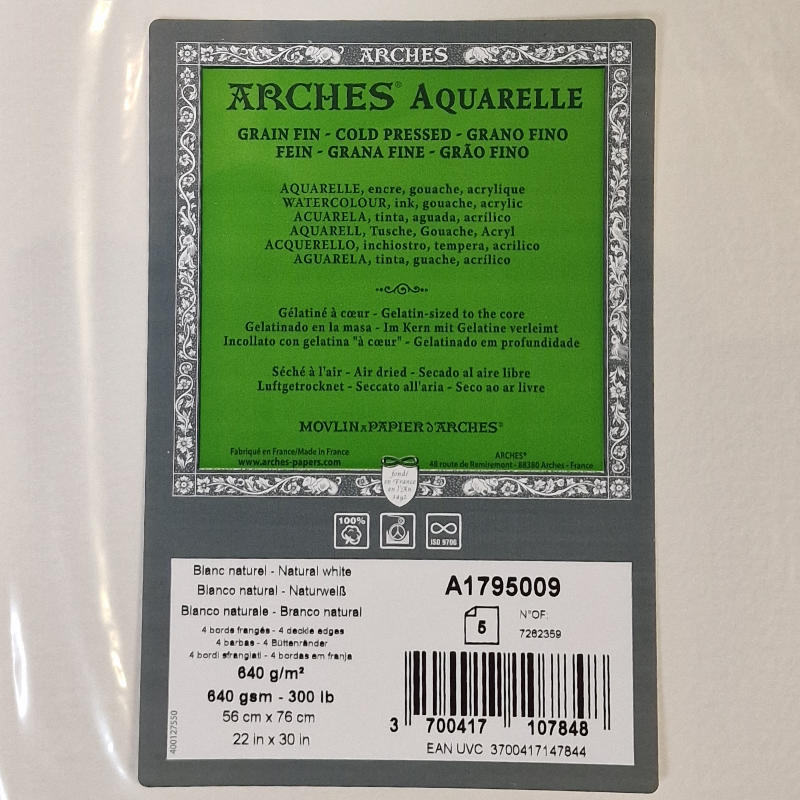 ARCHES
ARCHES® AQUARELLE
GRAIN FIN - COLD PRESSED - GRANO FINO
FEIN - GRANA FINE - GRÃO FINO
AQUARELLE, encre, gouache, acrylique
WATERCOLOUR, ink, gouache, acrylic
ACUARELA, tinta, aguada, acrílico
AQUARELL, Tusche, Gouache, Acryl
ACQUERELLO, inchiostro, tempera, acrilico
AGUARELA, tinta, guache, acrílico
Gélatiné à cœur - Gelatin-sized to the core
Gelatinado en la masa - Im Kern mit Gelatine verleimt
Incollato con gelatina "à cœur" - Gelatinado em profundidade
Séché à l'air - Air dried - Secado al aire libre
Luftgetrocknet - Seccato all'aria - Seco ao ar livre
MOVLIN A PAPIER D'ARCHES®
Fabriqué en France/Made in France
www.arches-papers.com
ARCHES®
48 route de Remiremont - 88380 Arches - France
fondé
en France
en l'An
1492
100%
ISO 9706
Blanc naturel - Natural white
Blanco natural - Naturweiß
Blanco naturale - Branco natural
4 bords frangés - 4 deckle edges
4 barbas - 4 Büttenränder
4 bordi sfrangiati - 4 bordas em franja
640 g/m²
640 gsm - 300 lb
56 cm x 76 cm
22 in x 30 in
400127550
A1795009
5
N°OF:
7262359
3 700417 107848
EAN UVC 3700417147844